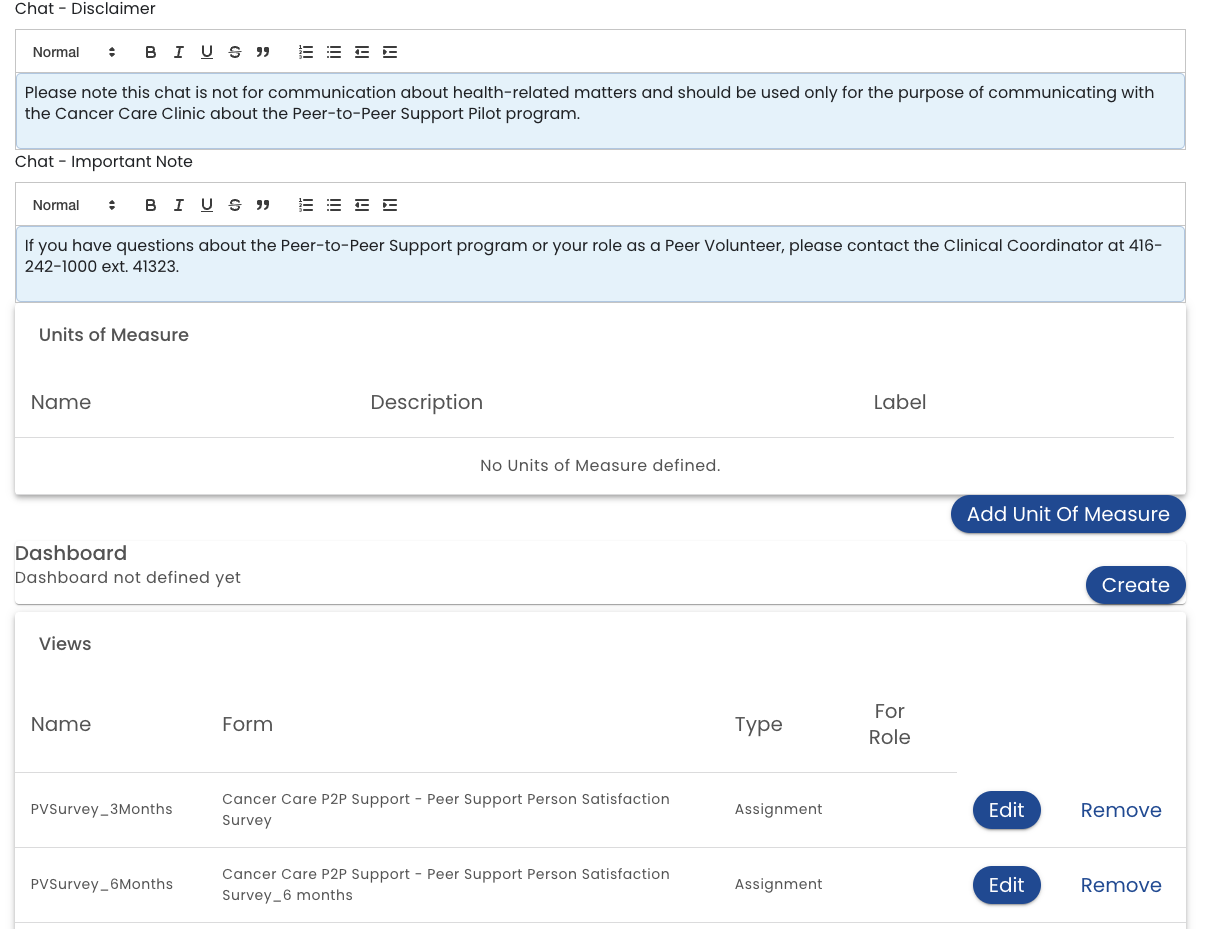 Chat - Disclaimer
Normal B I U S
Please note this chat is not for communication about health-related matters and should be used only for the purpose of communicating with
the Cancer Care Clinic about the Peer-to-Peer Support Pilot program.
Chat - Important Note
Normal B I U S
If you have questions about the Peer-to-Peer Support program or your role as a Peer Volunteer, please contact the Clinical Coordinator at 416-
242-1000 ext. 41323.
Units of Measure
Name Description Label
No Units of Measure defined.
Add Unit Of Measure
Dashboard
Dashboard not defined yet
Create
Views
Name Form Type For
Role
PVSurvey_3Months Cancer Care P2P Support - Peer Support Person Satisfaction
Survey Assignment Edit Remove
PVSurvey_6Months Cancer Care P2P Support - Peer Support Person Satisfaction
Survey_6 months Assignment Edit Remove